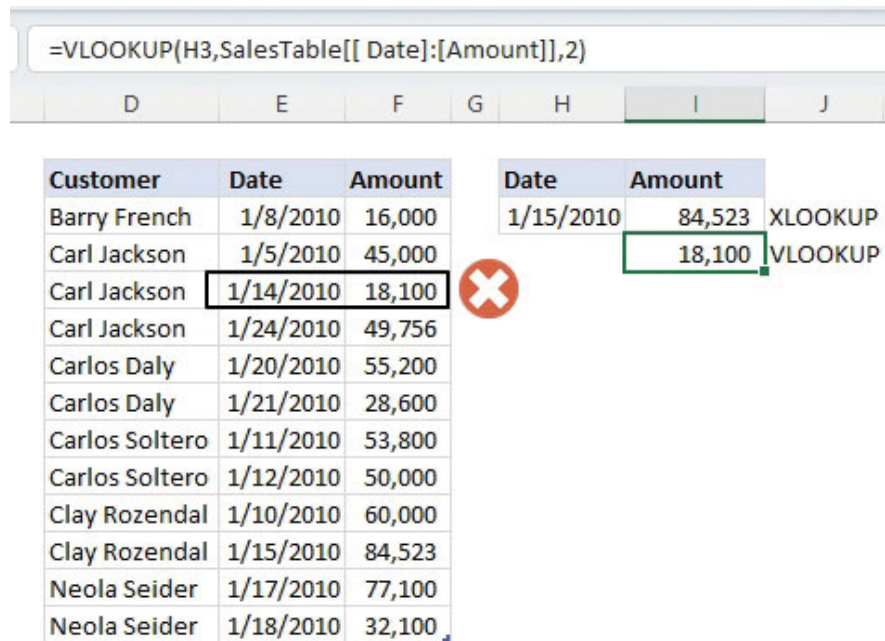 =VLOOKUP(H3,SalesTable[[ Date]:[Amount]],2)
D E F G H I J
Customer Date Amount Date Amount
Barry French 1/8/2010 16,000 1/15/2010 84,523 XLOOKUP
Carl Jackson 1/5/2010 45,000 18,100 VLOOKUP
Carl Jackson 1/14/2010 18,100
Carl Jackson 1/24/2010 49,756
Carlos Daly 1/20/2010 55,200
Carlos Daly 1/21/2010 28,600
Carlos Soltero 1/11/2010 53,800
Carlos Soltero 1/12/2010 50,000
Clay Rozendal 1/10/2010 60,000
Clay Rozendal 1/15/2010 84,523
Neola Seider 1/17/2010 77,100
Neola Seider 1/18/2010 32,100